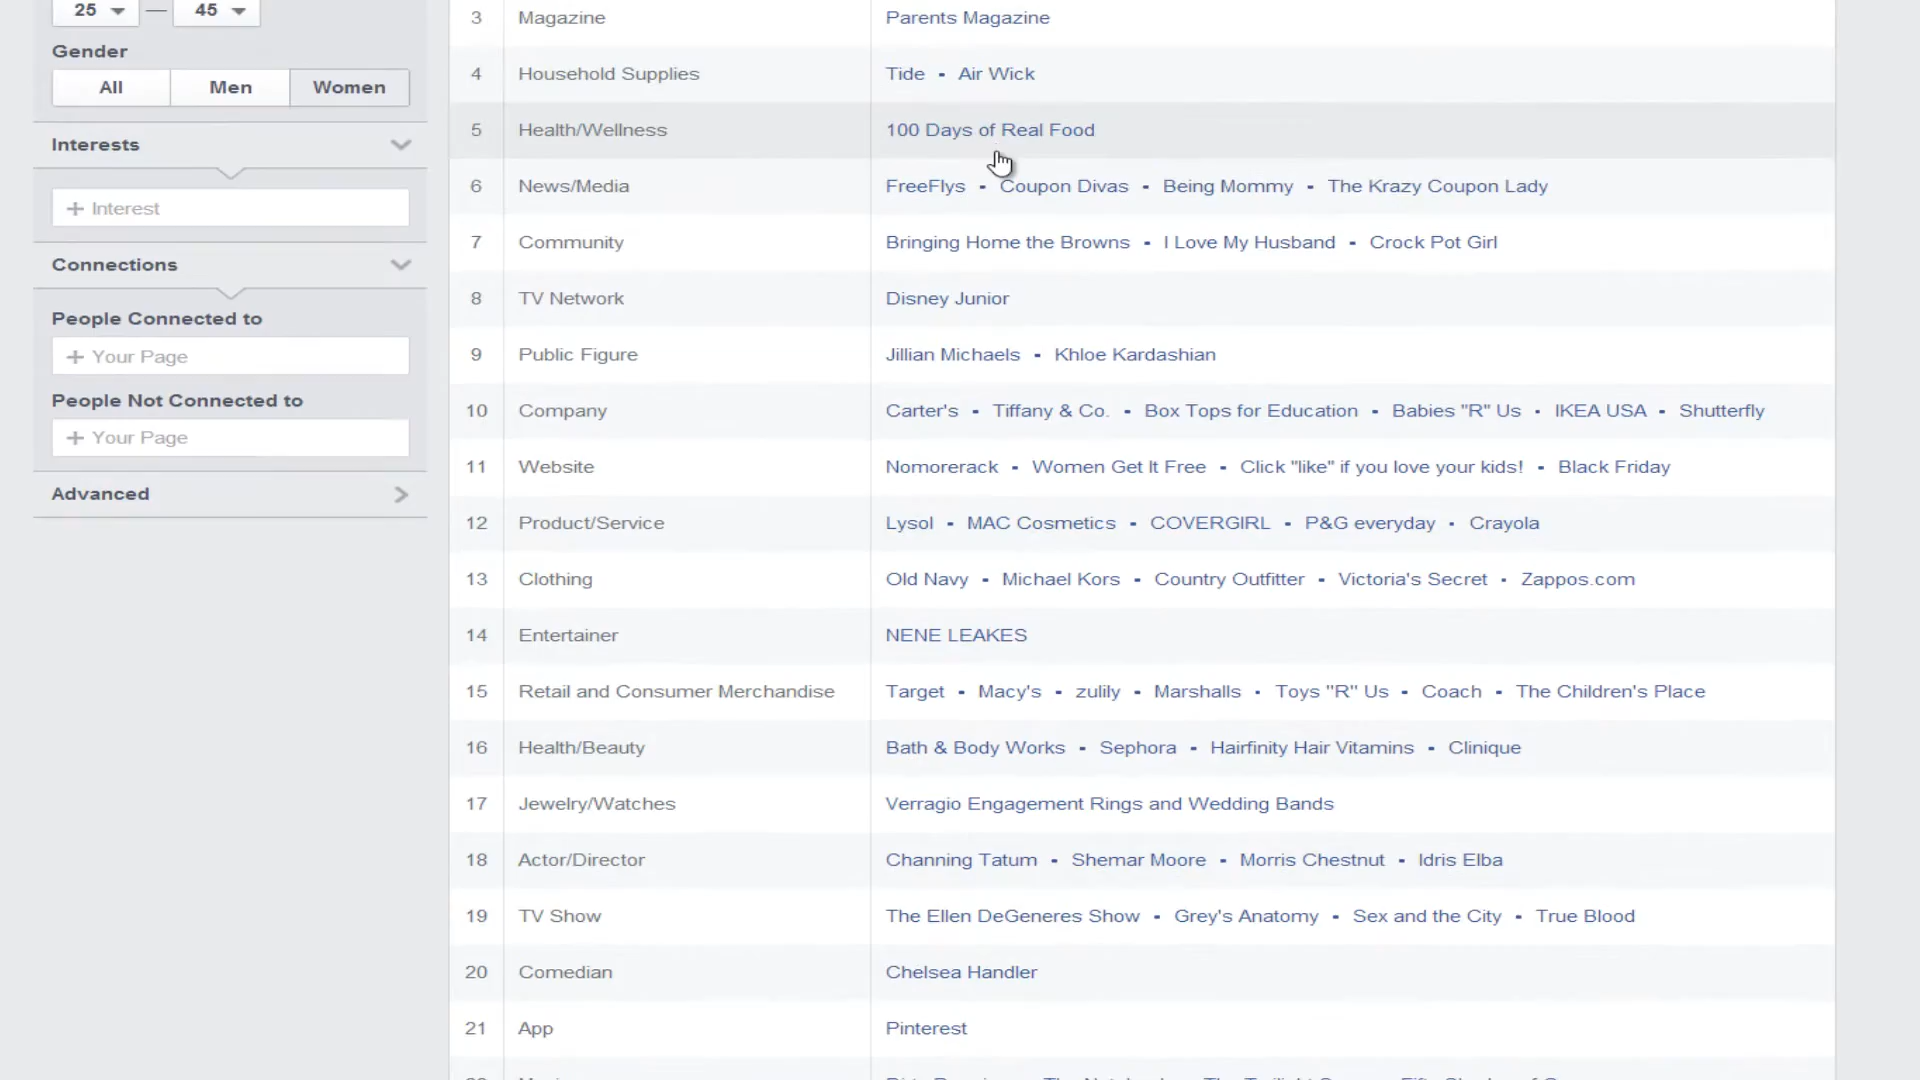 25 — 45
Gender
All Men Women
Interests
+ Interest
Connections
People Connected to
+ Your Page
People Not Connected to
+ Your Page
Advanced
3 Magazine Parents Magazine
4 Household Supplies Tide • Air Wick
5 Health/Wellness 100 Days of Real Food
6 News/Media FreeFlys • Coupon Divas • Being Mommy • The Krazy Coupon Lady
7 Community Bringing Home the Browns • I Love My Husband • Crock Pot Girl
8 TV Network Disney Junior
9 Public Figure Jillian Michaels • Khloe Kardashian
10 Company Carter's • Tiffany & Co. • Box Tops for Education • Babies "R" Us • IKEA USA • Shutterfly
11 Website Nomorerack • Women Get It Free • Click "like" if you love your kids! • Black Friday
12 Product/Service Lysol • MAC Cosmetics • COVERGIRL • P&G everyday • Crayola
13 Clothing Old Navy • Michael Kors • Country Outfitter • Victoria's Secret • Zappos.com
14 Entertainer NENE LEAKES
15 Retail and Consumer Merchandise Target • Macy's • zulily • Marshalls • Toys "R" Us • Coach • The Children's Place
16 Health/Beauty Bath & Body Works • Sephora • Hairfinity Hair Vitamins • Clinique
17 Jewelry/Watches Verragio Engagement Rings and Wedding Bands
18 Actor/Director Channing Tatum • Shemar Moore • Morris Chestnut • Idris Elba
19 TV Show The Ellen DeGeneres Show • Grey's Anatomy • Sex and the City • True Blood
20 Comedian Chelsea Handler
21 App Pinterest